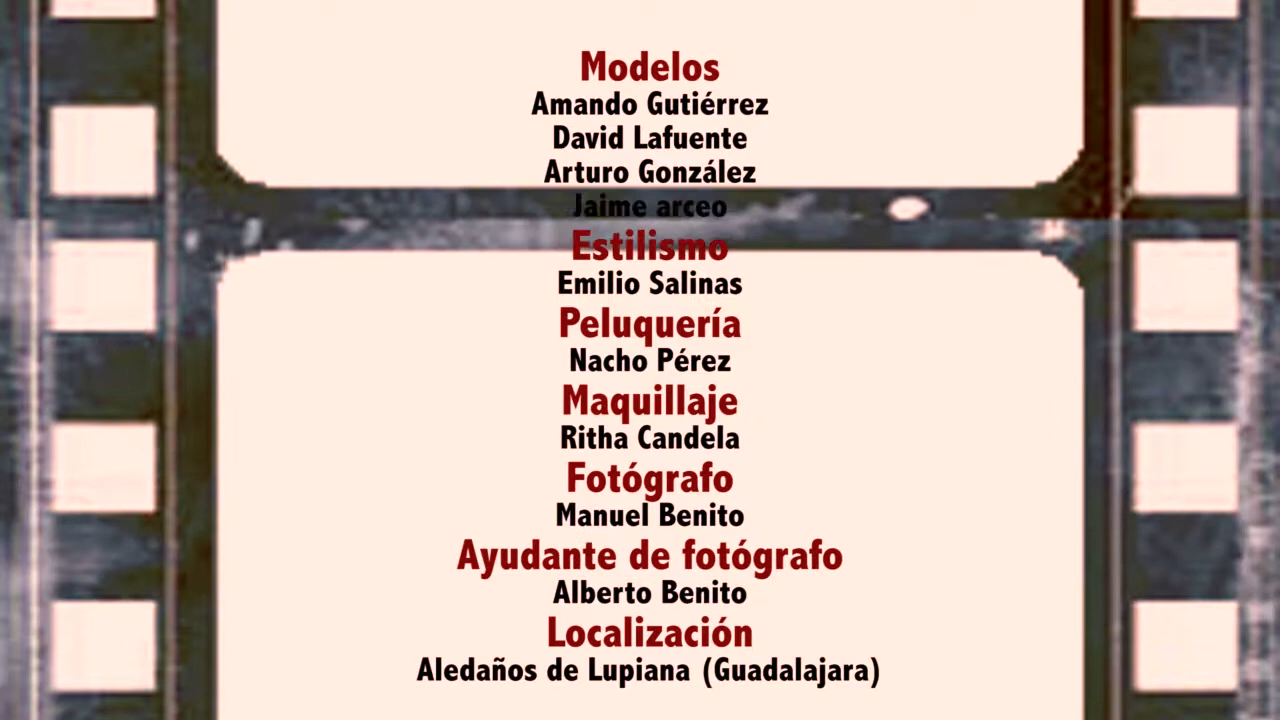 Modelos
Amando Gutiérrez
David Lafuente
Arturo González
Jaime arceo
Estilismo
Emilio Salinas
Peluquería
Nacho Pérez
Maquillaje
Ritha Candela
Fotógrafo
Manuel Benito
Ayudante de fotógrafo
Alberto Benito
Localización
Aledaños de Lupiana (Guadalajara)